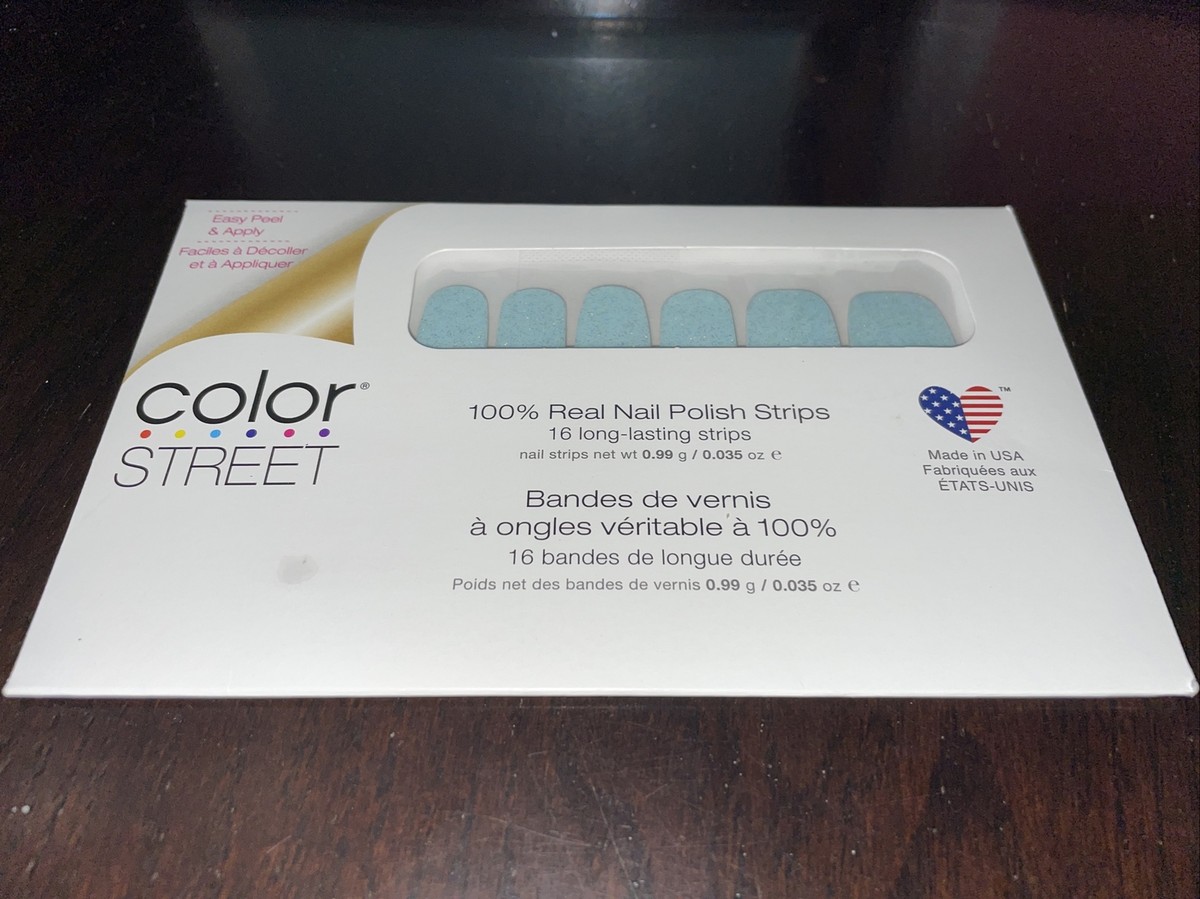 Easy Peel
& Apply
Faciles à Décoller
et à Appliquer
color®
STREET
100% Real Nail Polish Strips
16 long-lasting strips
nail strips net wt 0.99 g / 0.035 oz ℮
Bandes de vernis
à ongles véritable à 100%
16 bandes de longue durée
Poids net des bandes de vernis 0.99 g / 0.035 oz ℮
TM
Made in USA
Fabriquées aux
ÉTATS-UNIS